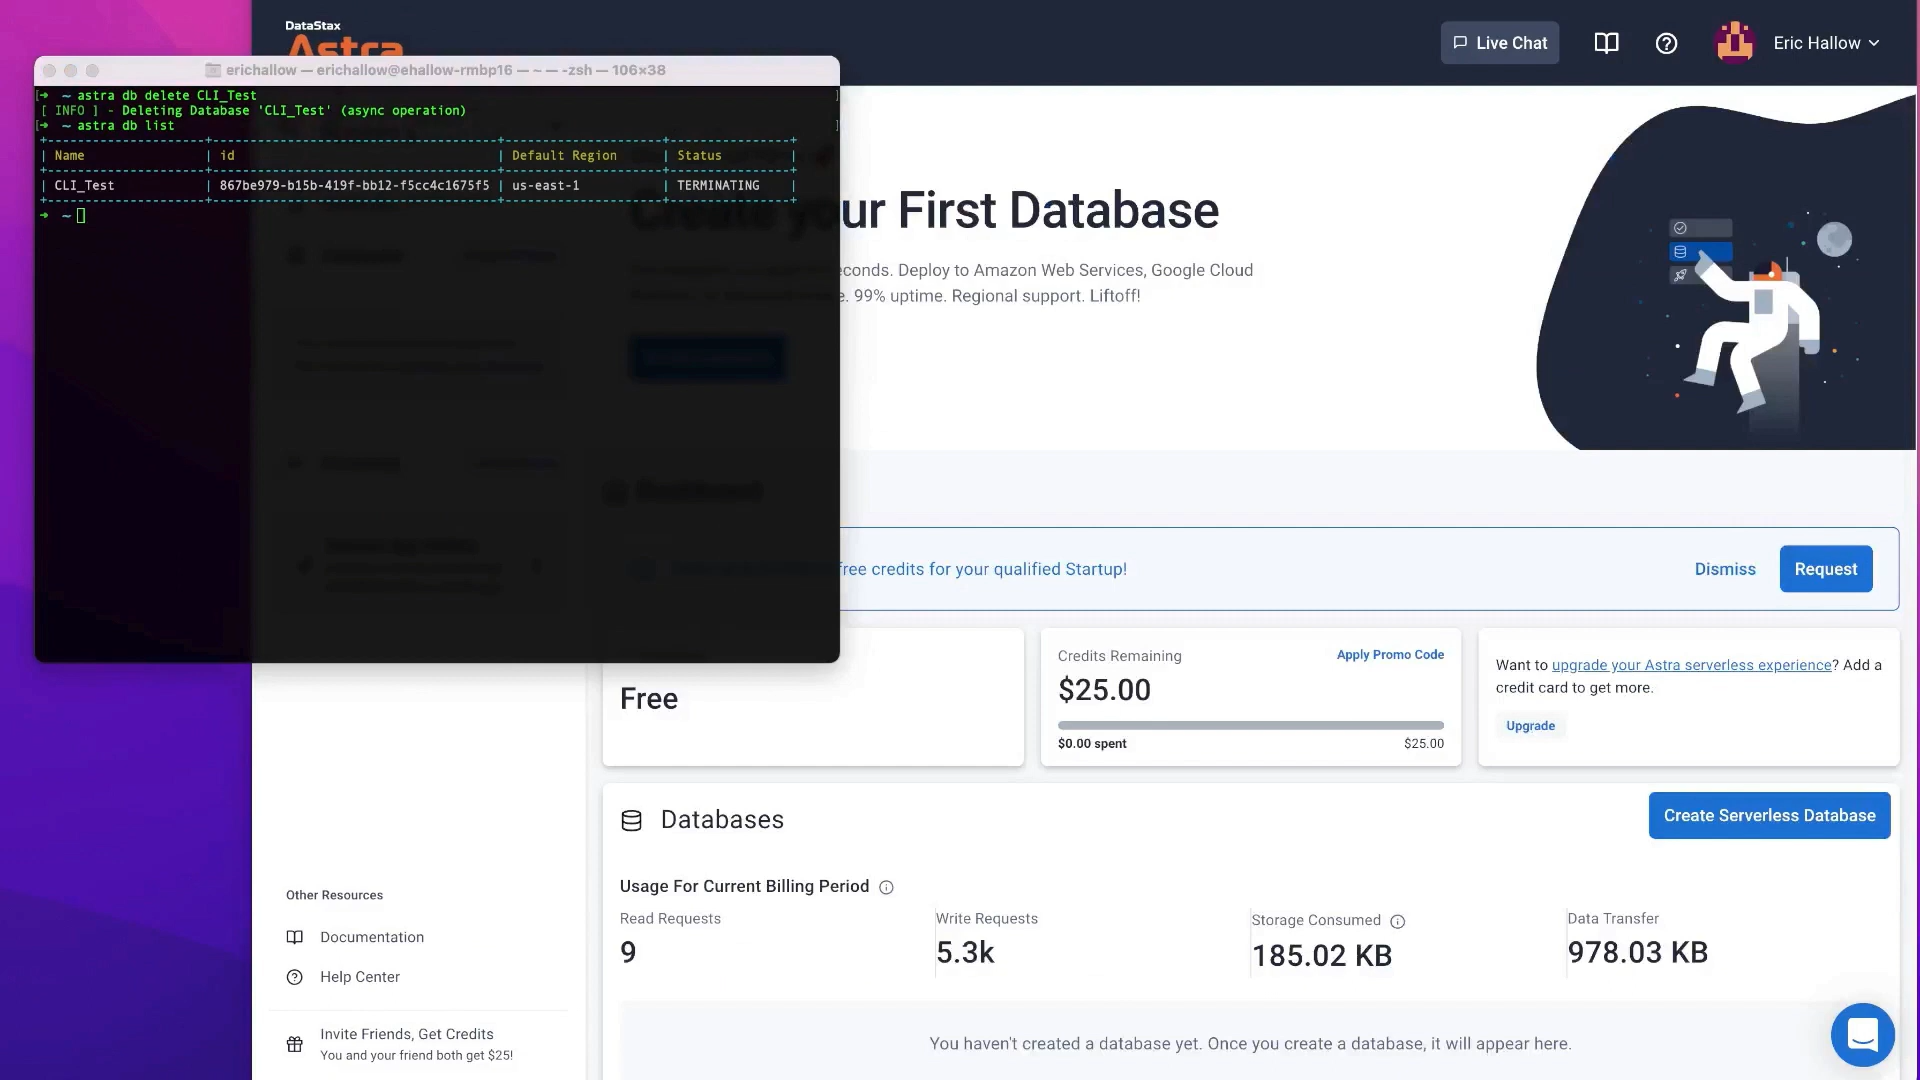 DataStax
Astra
Live Chat
Eric Hallow
erichallow — erichallow@ehallow-rmbp16 — ~ — -zsh — 106×38
[➜  ~ astra db delete CLI_Test ]
[ INFO ] - Deleting Database 'CLI_Test' (async operation)
[➜  ~ astra db list ]
| Name | id | Default Region | Status |
| CLI_Test | 867be979-b15b-419f-bb12-f5cc4c1675f5 | us-east-1 | TERMINATING |
➜  ~
Create your First Database
econds. Deploy to Amazon Web Services, Google Cloud
e. 99% uptime. Regional support. Liftoff!
Dashboard
free credits for your qualified Startup!
Dismiss
Request
Free
Credits Remaining
Apply Promo Code
$25.00
$0.00 spent
$25.00
Want to upgrade your Astra serverless experience? Add a
credit card to get more.
Upgrade
Databases
Create Serverless Database
Usage For Current Billing Period
Read Requests
9
Write Requests
5.3k
Storage Consumed
185.02 KB
Data Transfer
978.03 KB
You haven't created a database yet. Once you create a database, it will appear here.
Other Resources
Documentation
Help Center
Invite Friends, Get Credits
You and your friend both get $25!